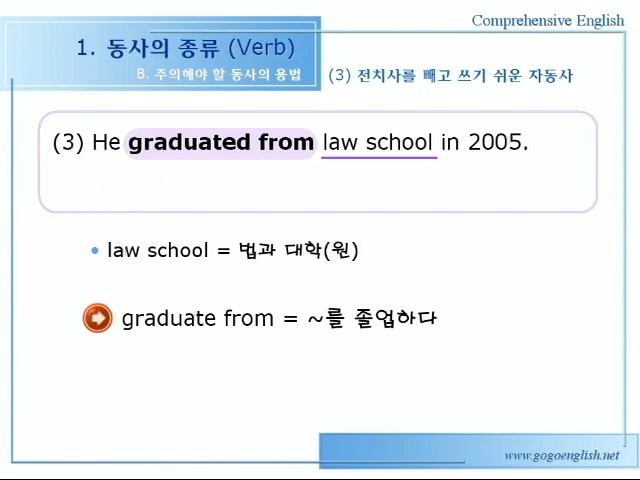 Comprehensive English
1. 동사의 종류 (Verb)
B. 주의해야 할 동사의 용법
(3) 전치사를 빼고 쓰기 쉬운 자동사
(3) He graduated from law school in 2005.
• law school = 법과 대학(원)
graduate from = ~를 졸업하다
www.gogoenglish.net